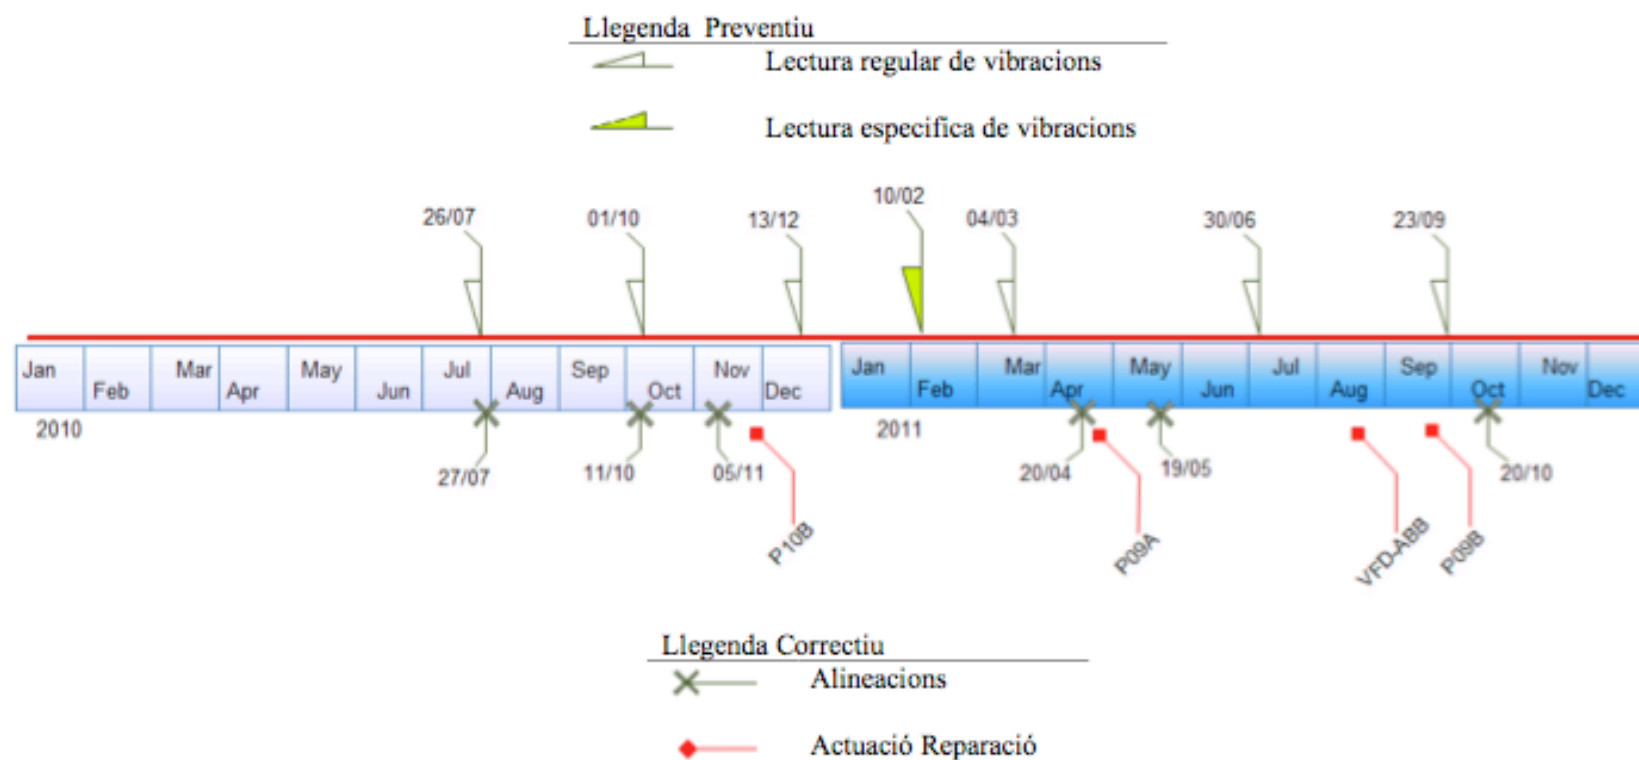 Llegenda Preventiu
Lectura regular de vibracions
Lectura especifica de vibracions
26/07
01/10
13/12
10/02
04/03
30/06
23/09
Jan Feb Mar Apr May Jun Jul Aug Sep Oct Nov Dec
Jan Feb Mar Apr May Jun Jul Aug Sep Oct Nov Dec
2010
2011
27/07
11/10
05/11
20/04
19/05
20/10
P10B
P09A
VFD-ABB
P09B
Llegenda Correctiu
Alineacions
Actuació Reparació